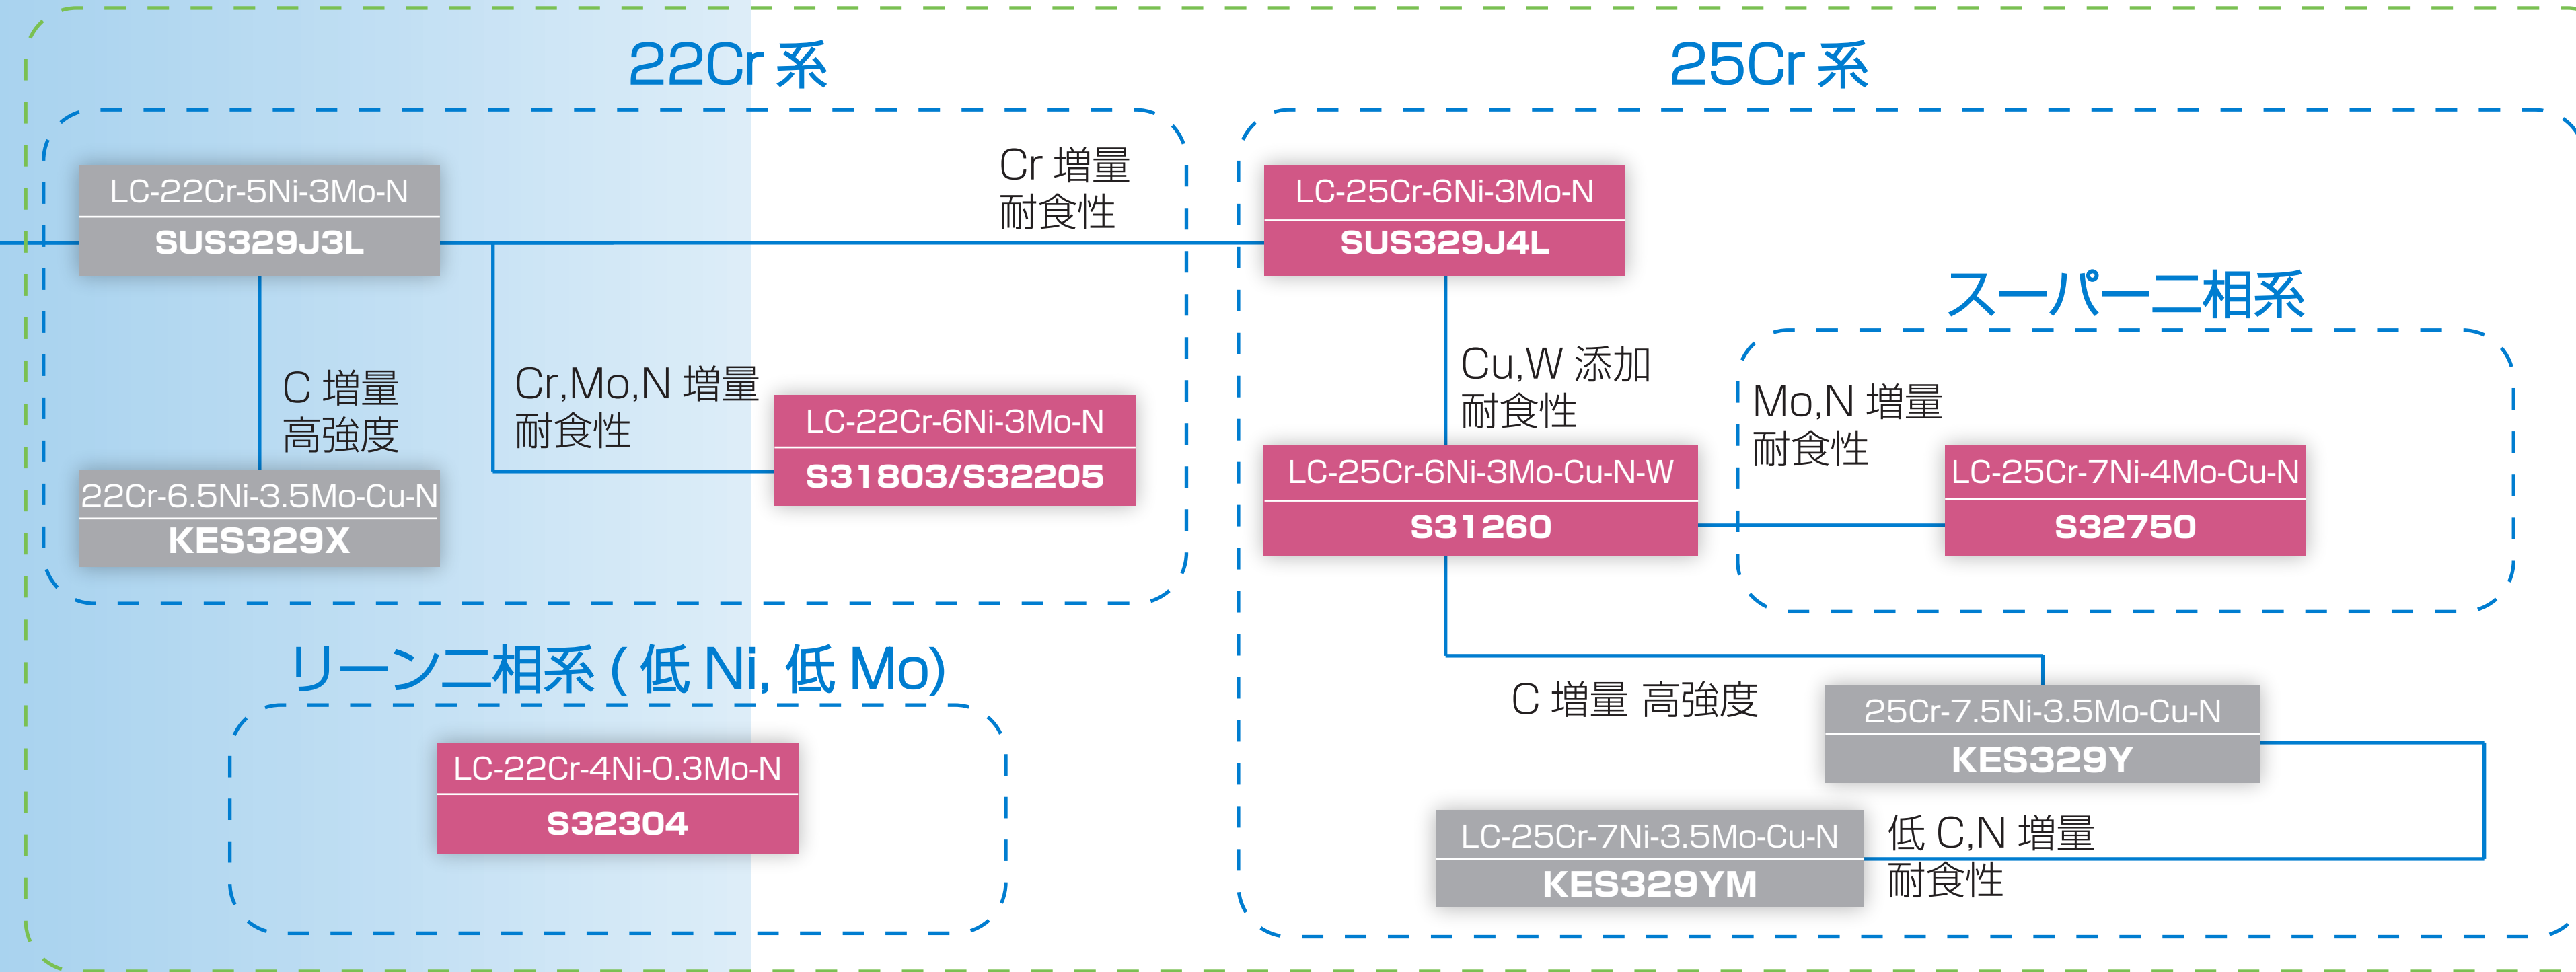 22Cr 系
LC-22Cr-5Ni-3Mo-N
SUS329J3L
Cr 増量
耐食性
C 増量
高強度
Cr,Mo,N 増量
耐食性
LC-22Cr-6Ni-3Mo-N
S31803/S32205
22Cr-6.5Ni-3.5Mo-Cu-N
KES329X
リーン二相系 ( 低 Ni, 低 Mo)
LC-22Cr-4Ni-0.3Mo-N
S32304
25Cr 系
LC-25Cr-6Ni-3Mo-N
SUS329J4L
スーパー二相系
Cu,W 添加
耐食性
Mo,N 増量
耐食性
LC-25Cr-6Ni-3Mo-Cu-N-W
S31260
LC-25Cr-7Ni-4Mo-Cu-N
S32750
C 増量 高強度
25Cr-7.5Ni-3.5Mo-Cu-N
KES329Y
LC-25Cr-7Ni-3.5Mo-Cu-N
KES329YM
低 C,N 増量
耐食性